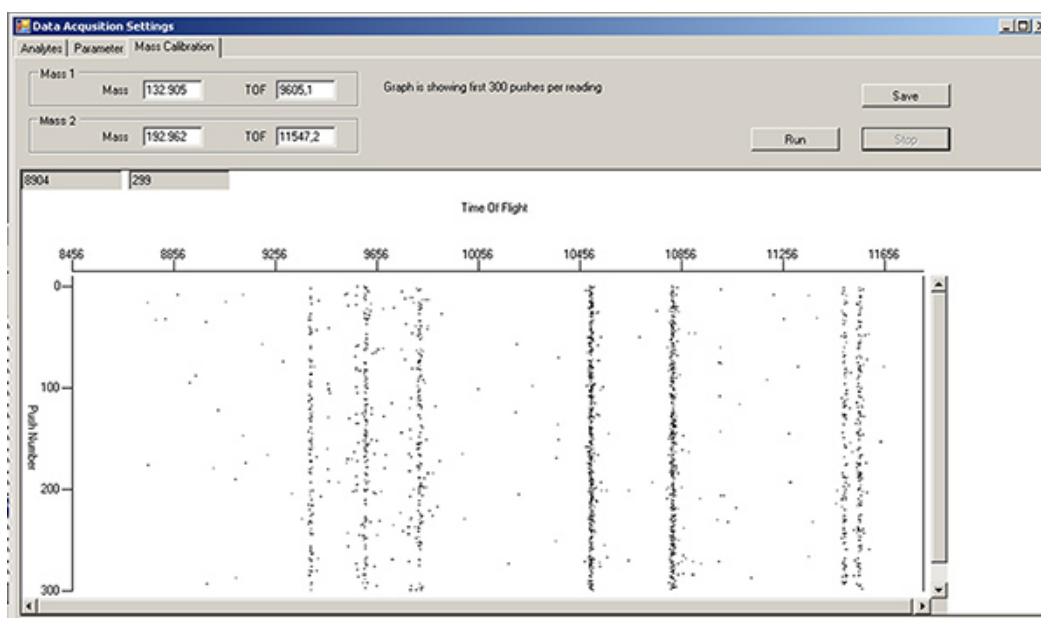 Data Acqusition Settings
Analytes Parameter Mass Calibration
Mass 1
Mass 132.905 TOF 9605,1
Graph is showing first 300 pushes per reading
Save
Mass 2
Mass 192.962 TOF 11547,2
Run Stop
8904 299
Time Of Flight
8456 8856 9256 9656 10056 10456 10856 11256 11656
0
100
Push Number
200
300